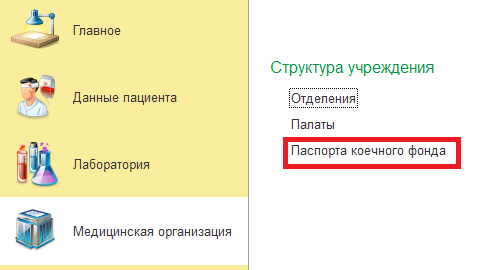 Главное
Данные пациента
Лаборатория
Медицинская организация
Структура учреждения
Отделения
Палаты
Паспорта коечного фонда